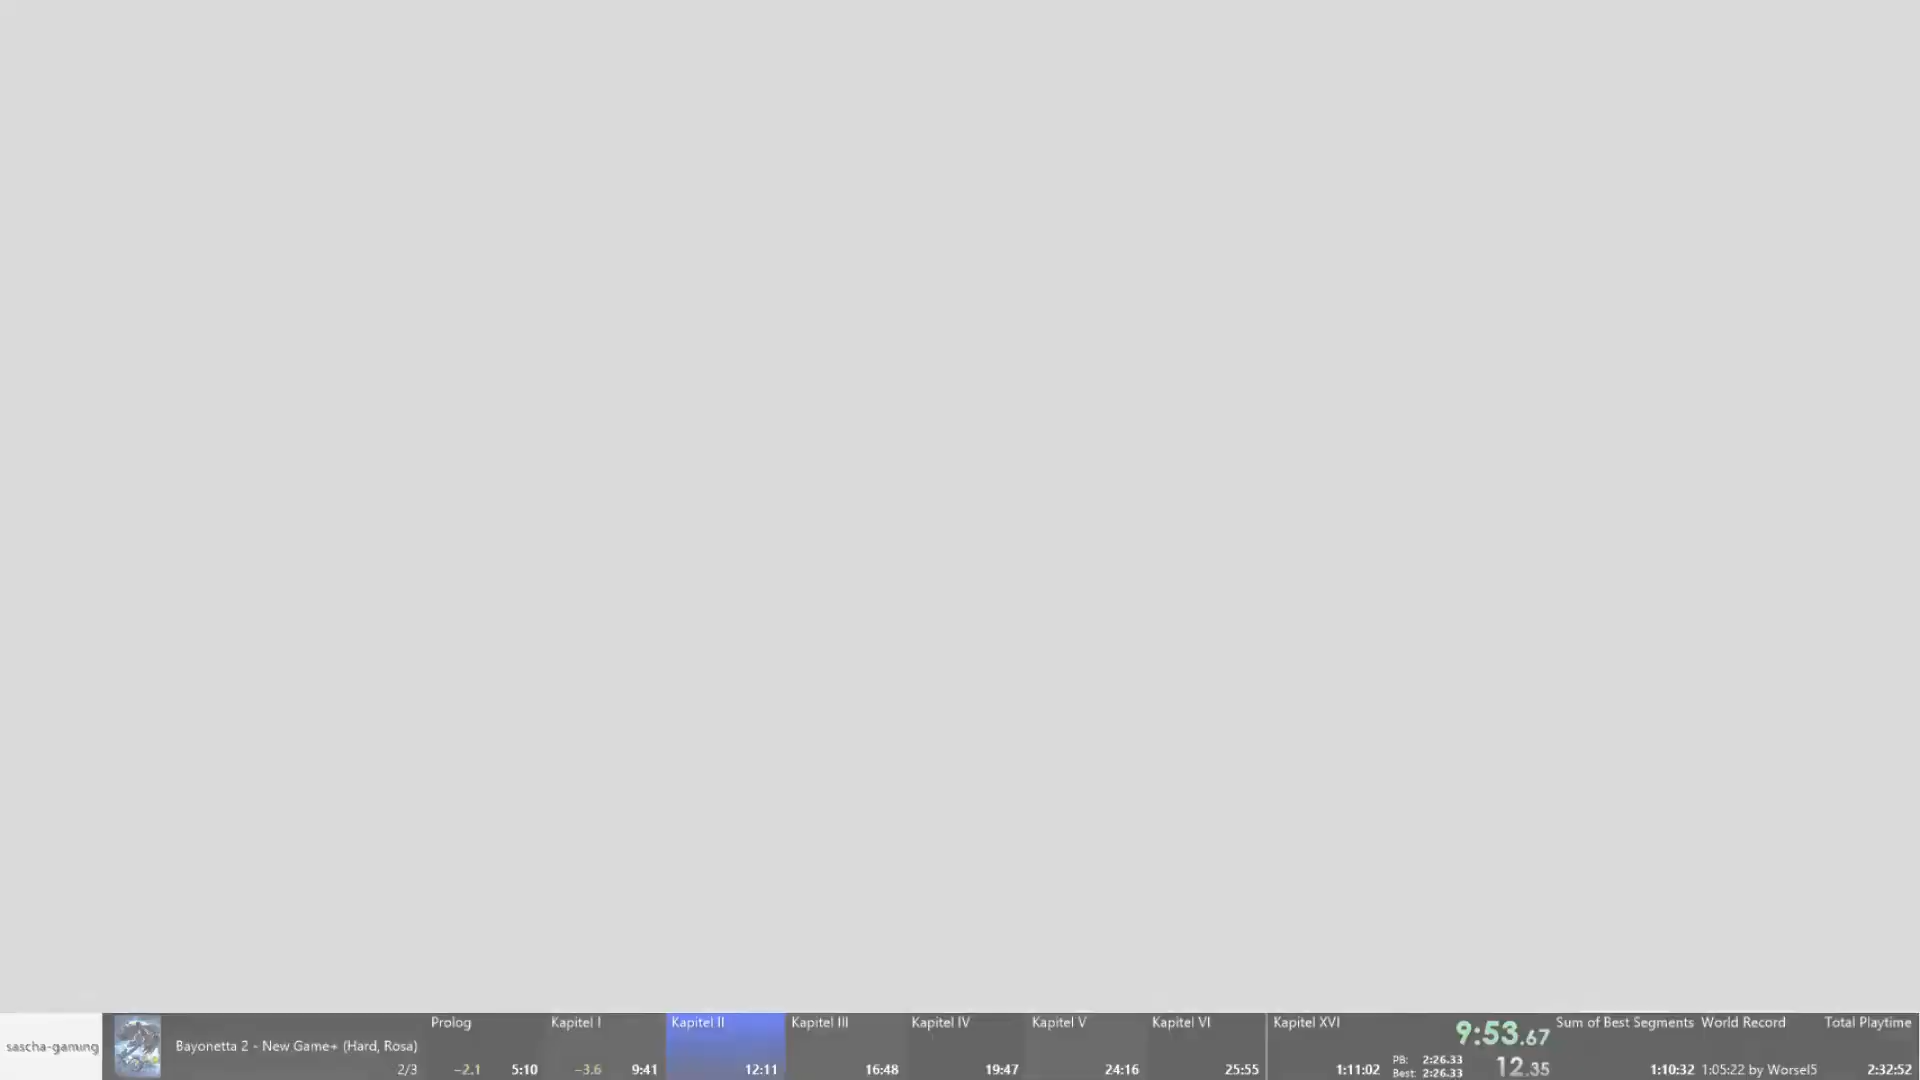 sascha-gaming
Bayonetta 2 - New Game+ (Hard, Rosa)
2/3
Prolog
−2.1 5:10
Kapitel I
−3.6 9:41
Kapitel II
12:11
Kapitel III
16:48
Kapitel IV
19:47
Kapitel V
24:16
Kapitel VI
25:55
Kapitel XVI
1:11:02
9:53.67
PB: 2:26.33
Best: 2:26.33
12.35
Sum of Best Segments
1:10:32
World Record
1:05:22 by Worsel5
Total Playtime
2:32:52